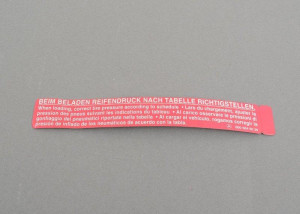 BEIM BELADEN REIFENDRUCK NACH TABELLE RICHTIGSTELLEN.
When loading, correct tire pressure according to schedule • Lors du chargement, ajuster la
pression des pneus suivant les indications du tableau • Al carico osservare la pressione di
gonfiaggio dei pneumatici riportata nella tabella • Al cargar el vehículo, rogamos corregir la
presión de inflado de los neumáticos de acuerdo con la tabla.